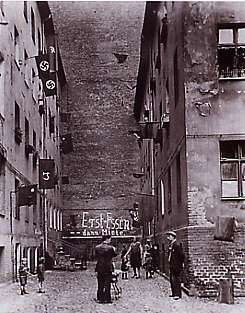 Erst Essen
— dann Miete